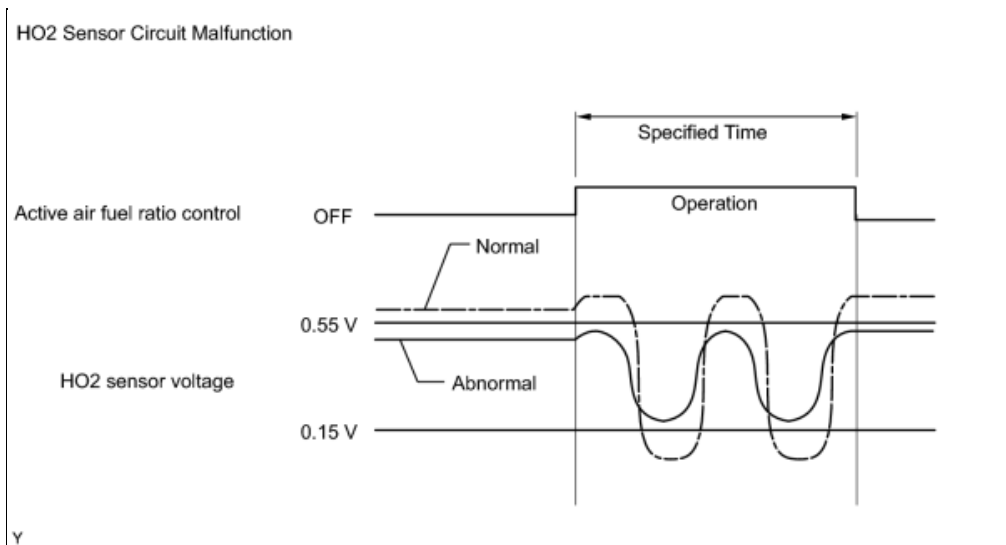 HO2 Sensor Circuit Malfunction
Specified Time
Active air fuel ratio control
OFF
Operation
Normal
0.55 V
HO2 sensor voltage
Abnormal
0.15 V
Y